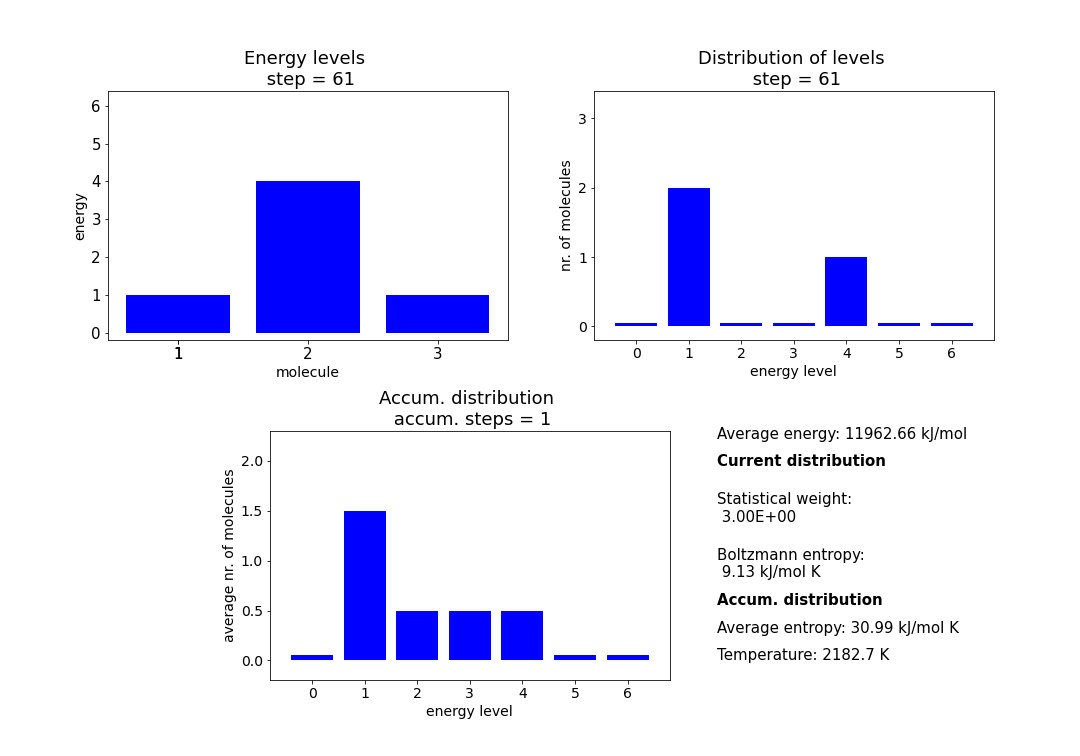 Energy levels
step = 61
6
5
4
3
2
1
0
energy
1
2
3
molecule
Distribution of levels
step = 61
3
2
1
0
nr. of molecules
0
1
2
3
4
5
6
energy level
Accum. distribution
accum. steps = 1
2.0
1.5
1.0
0.5
0.0
average nr. of molecules
0
1
2
3
4
5
6
energy level
Average energy: 11962.66 kJ/mol
Current distribution
Statistical weight:
3.00E+00
Boltzmann entropy:
9.13 kJ/mol K
Accum. distribution
Average entropy: 30.99 kJ/mol K
Temperature: 2182.7 K